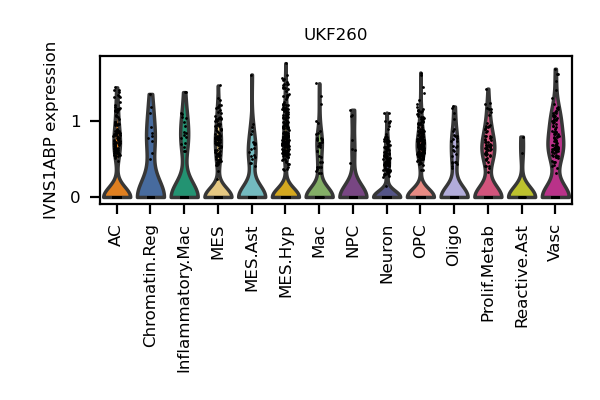 UKF260
IVNS1ABP expression
1
0
AC
Chromatin.Reg
Inflammatory.Mac
MES
MES.Ast
MES.Hyp
Mac
NPC
Neuron
OPC
Oligo
Prolif.Metab
Reactive.Ast
Vasc